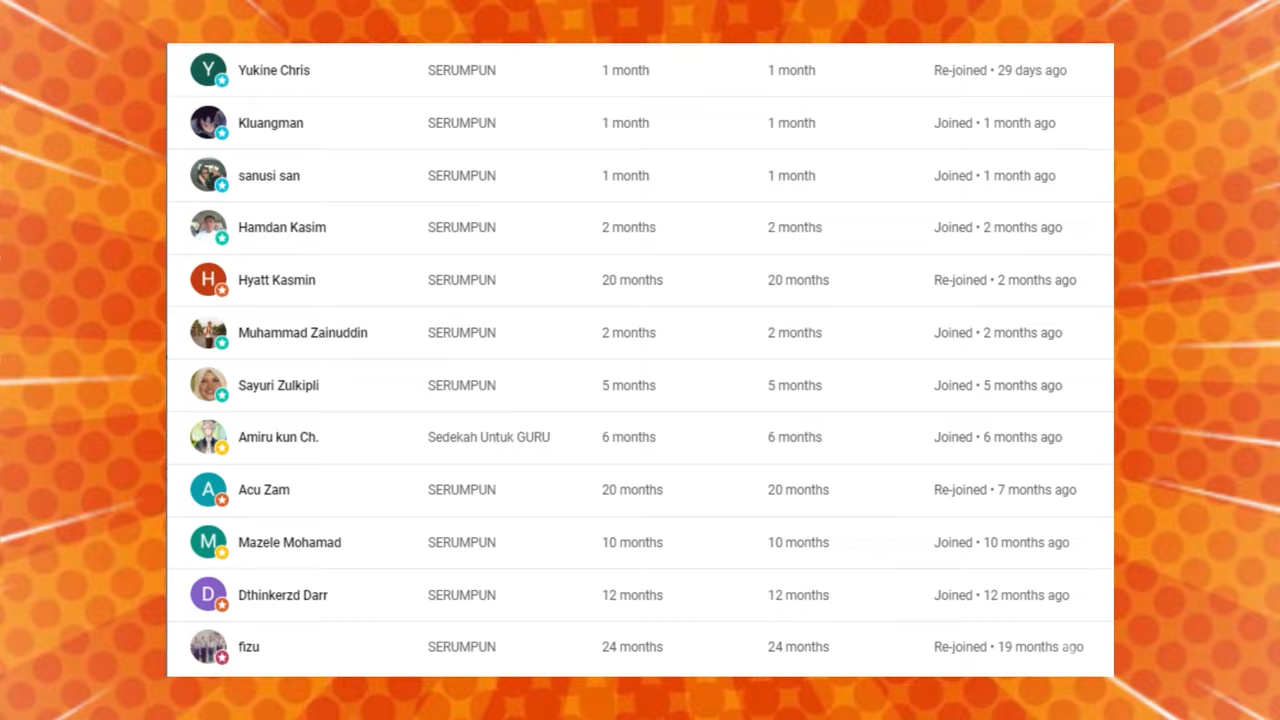 Y Yukine Chris SERUMPUN 1 month 1 month Re-joined • 29 days ago
Kluangman SERUMPUN 1 month 1 month Joined • 1 month ago
sanusi san SERUMPUN 1 month 1 month Joined • 1 month ago
Hamdan Kasim SERUMPUN 2 months 2 months Joined • 2 months ago
H Hyatt Kasmin SERUMPUN 20 months 20 months Re-joined • 2 months ago
Muhammad Zainuddin SERUMPUN 2 months 2 months Joined • 2 months ago
Sayuri Zulkipli SERUMPUN 5 months 5 months Joined • 5 months ago
Amiru kun Ch. Sedekah Untuk GURU 6 months 6 months Joined • 6 months ago
A Acu Zam SERUMPUN 20 months 20 months Re-joined • 7 months ago
M Mazele Mohamad SERUMPUN 10 months 10 months Joined • 10 months ago
D Dthinkerzd Darr SERUMPUN 12 months 12 months Joined • 12 months ago
fizu SERUMPUN 24 months 24 months Re-joined • 19 months ago